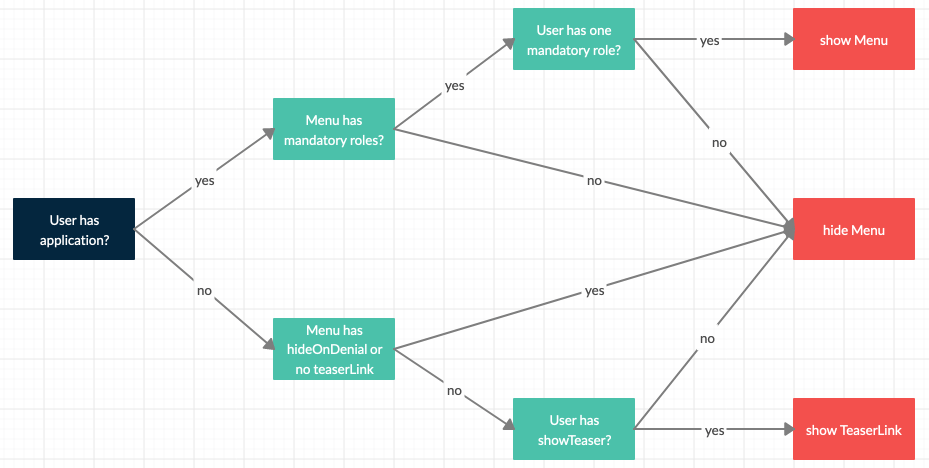 User has one
mandatory role?
yes
show Menu
yes
Menu has
mandatory roles?
no
no
yes
User has
application?
hide Menu
no
yes
Menu has
hideOnDenial or
no teaserLink
no
no
User has
showTeaser?
yes
show TeaserLink